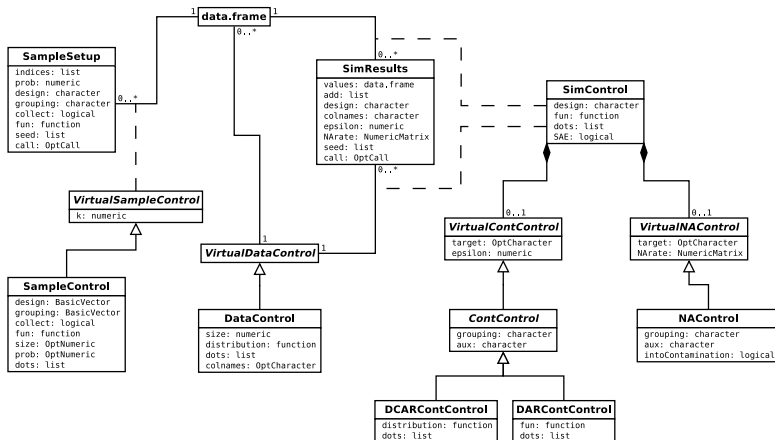 data.frame
1
1
0..*
SampleSetup
indices: list
prob: numeric
design: character
grouping: character
collect: logical
fun: function
seed: list
call: OptCall
0..*
0..*
SimResults
values: data.frame
add: list
design: character
colnames: character
epsilon: numeric
NArate: NumericMatrix
seed: list
call: OptCall
0..*
SimControl
design: character
fun: function
dots: list
SAE: logical
VirtualSampleControl
k: numeric
1
VirtualDataControl
1
0..1
VirtualContControl
target: OptCharacter
epsilon: numeric
0..1
VirtualNAControl
target: OptCharacter
NArate: NumericMatrix
SampleControl
design: BasicVector
grouping: BasicVector
collect: logical
fun: function
size: OptNumeric
prob: OptNumeric
dots: list
DataControl
size: numeric
distribution: function
dots: list
colnames: OptCharacter
ContControl
grouping: character
aux: character
NAControl
grouping: character
aux: character
intoContamination: logical
DCARContControl
distribution: function
dots: list
DARContControl
fun: function
dots: list